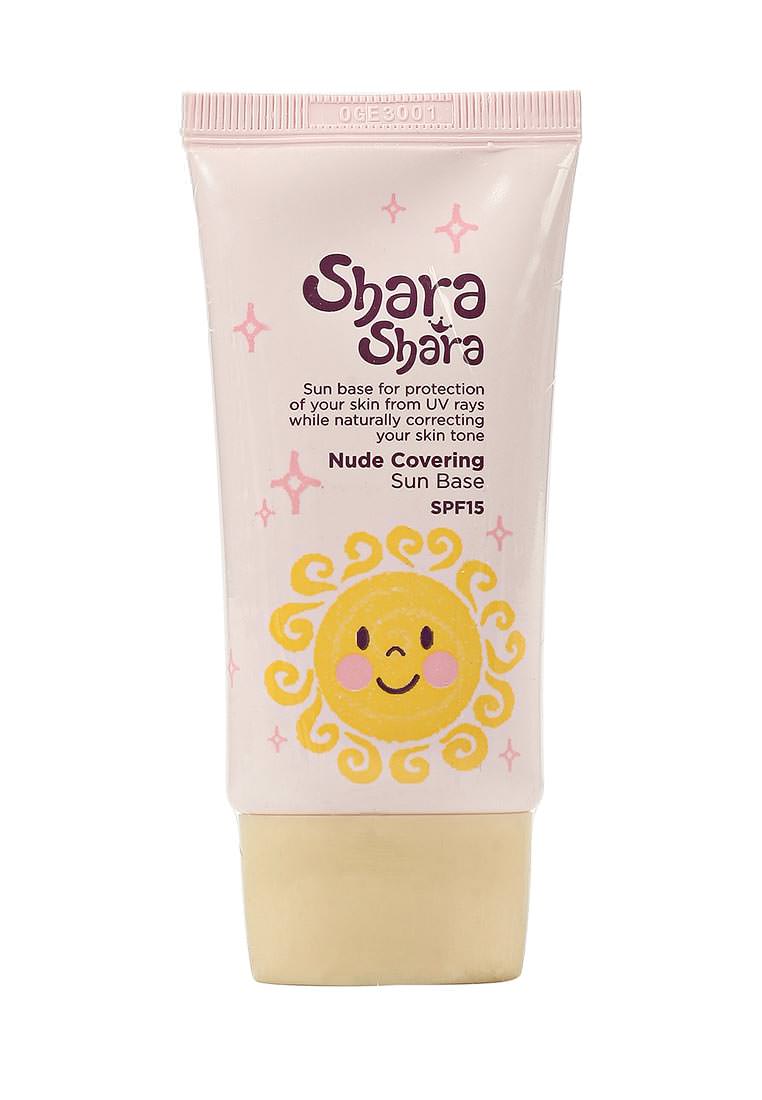 OGE3001
Shara
Shara
Sun base for protection
of your skin from UV rays
while naturally correcting
your skin tone
Nude Covering
Sun Base
SPF15